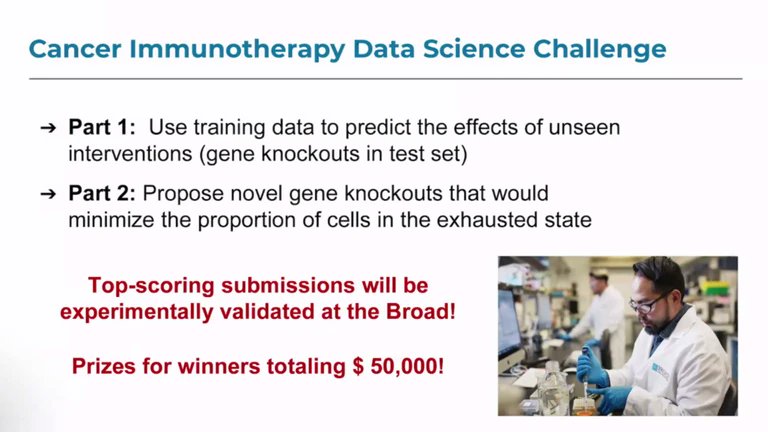 Cancer Immunotherapy Data Science Challenge
➔ Part 1: Use training data to predict the effects of unseen
interventions (gene knockouts in test set)
➔ Part 2: Propose novel gene knockouts that would
minimize the proportion of cells in the exhausted state
Top-scoring submissions will be
experimentally validated at the Broad!
Prizes for winners totaling $ 50,000!